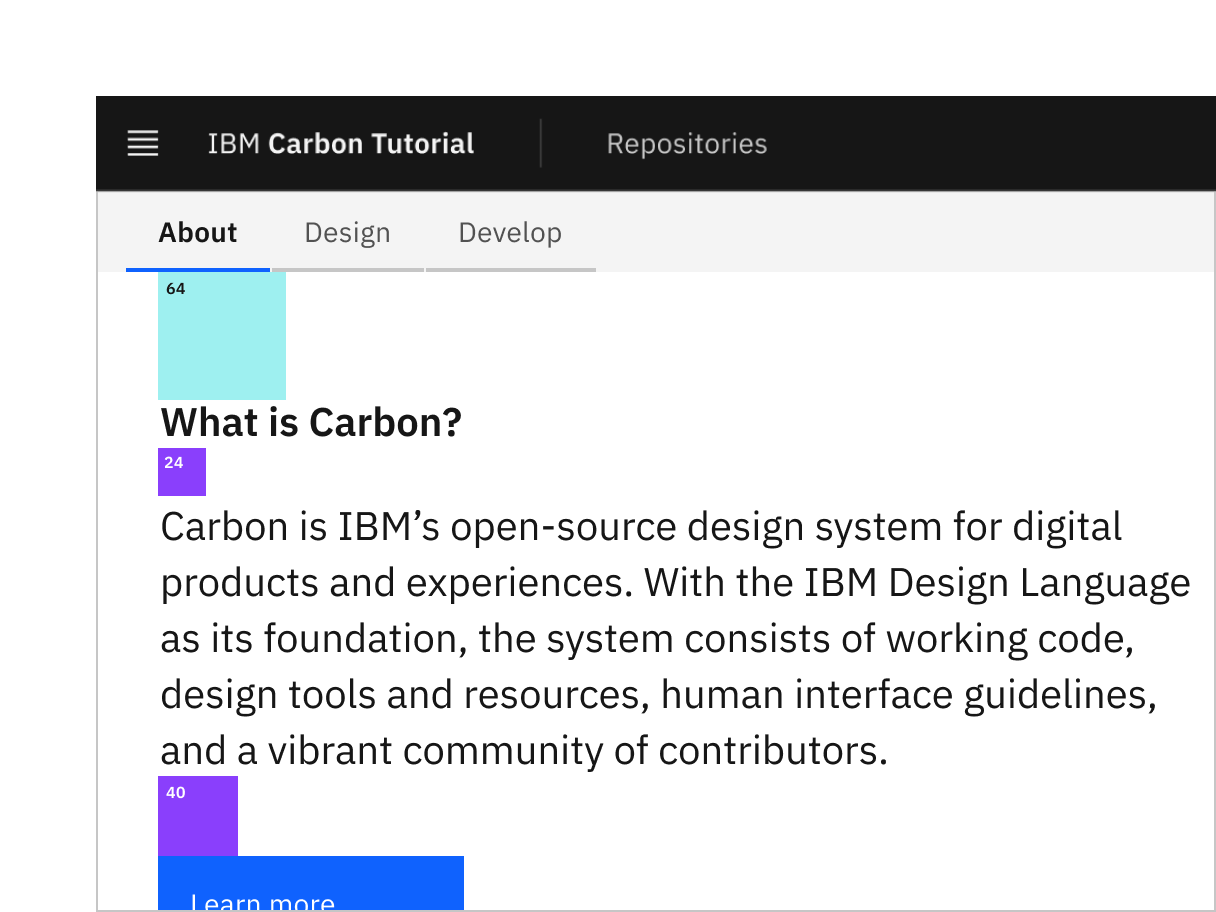 IBM Carbon Tutorial
Repositories
About
Design
Develop
64
What is Carbon?
24
Carbon is IBM’s open-source design system for digital
products and experiences. With the IBM Design Language
as its foundation, the system consists of working code,
design tools and resources, human interface guidelines,
and a vibrant community of contributors.
40
Learn more